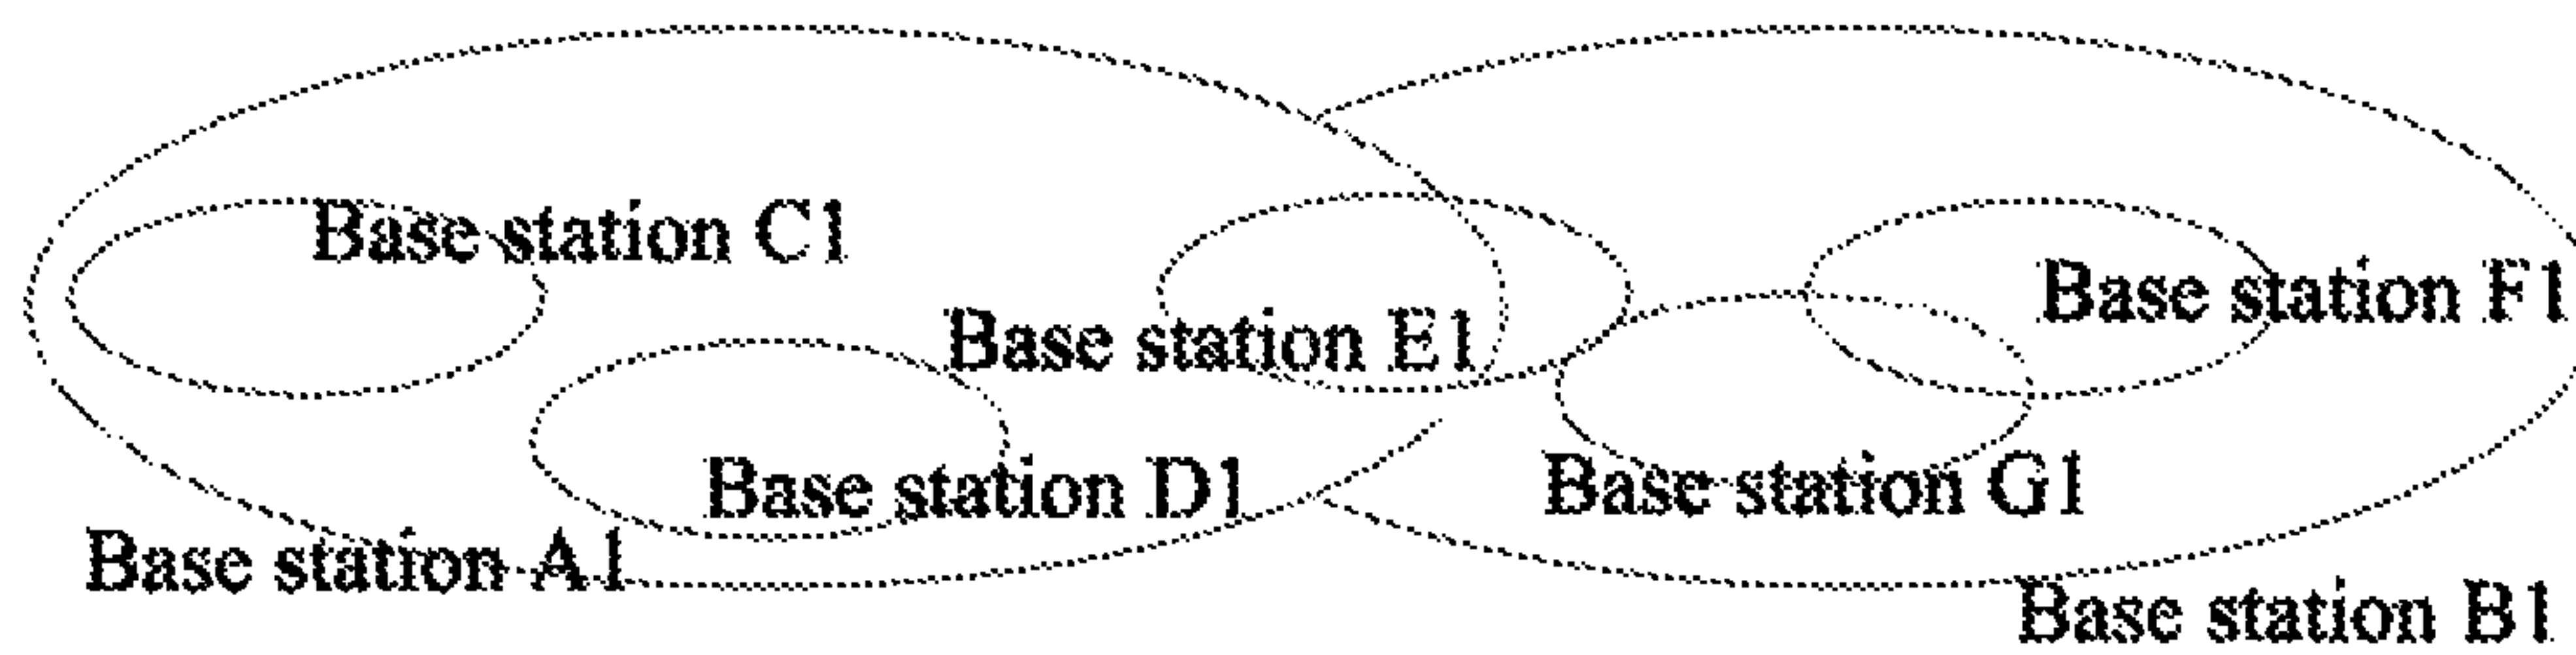 Base station C1
Base station F1
Base station E1
Base station D1
Base station G1
Base station A1
Base station B1